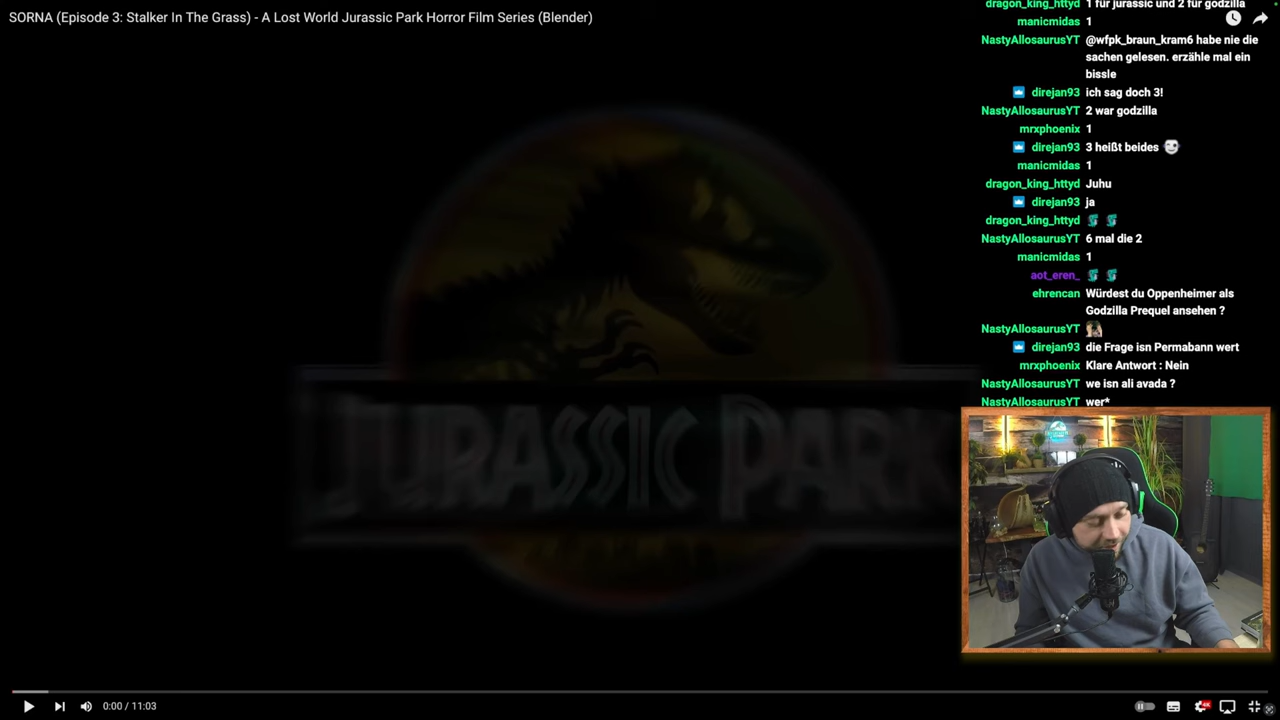 SORNA (Episode 3: Stalker In The Grass) - A Lost World Jurassic Park Horror Film Series (Blender)
dragon_king_httyd 1 für jurassic und 2 für godzilla
manicmidas 1
NastyAllosaurusYT @wfpk_braun_kram6 habe nie die
sachen gelesen. erzähle mal ein
bissle
direjan93 ich sag doch 3!
NastyAllosaurusYT 2 war godzilla
mrxphoenix 1
direjan93 3 heißt beides
manicmidas 1
dragon_king_httyd Juhu
direjan93 ja
dragon_king_httyd
NastyAllosaurusYT 6 mal die 2
manicmidas 1
aot_eren_
ehrencan Würdest du Oppenheimer als
Godzilla Prequel ansehen ?
NastyAllosaurusYT
direjan93 die Frage isn Permabann wert
mrxphoenix Klare Antwort : Nein
NastyAllosaurusYT we isn ali avada ?
NastyAllosaurusYT wer*
JURASSIC PARK
0:00 / 11:03
4K